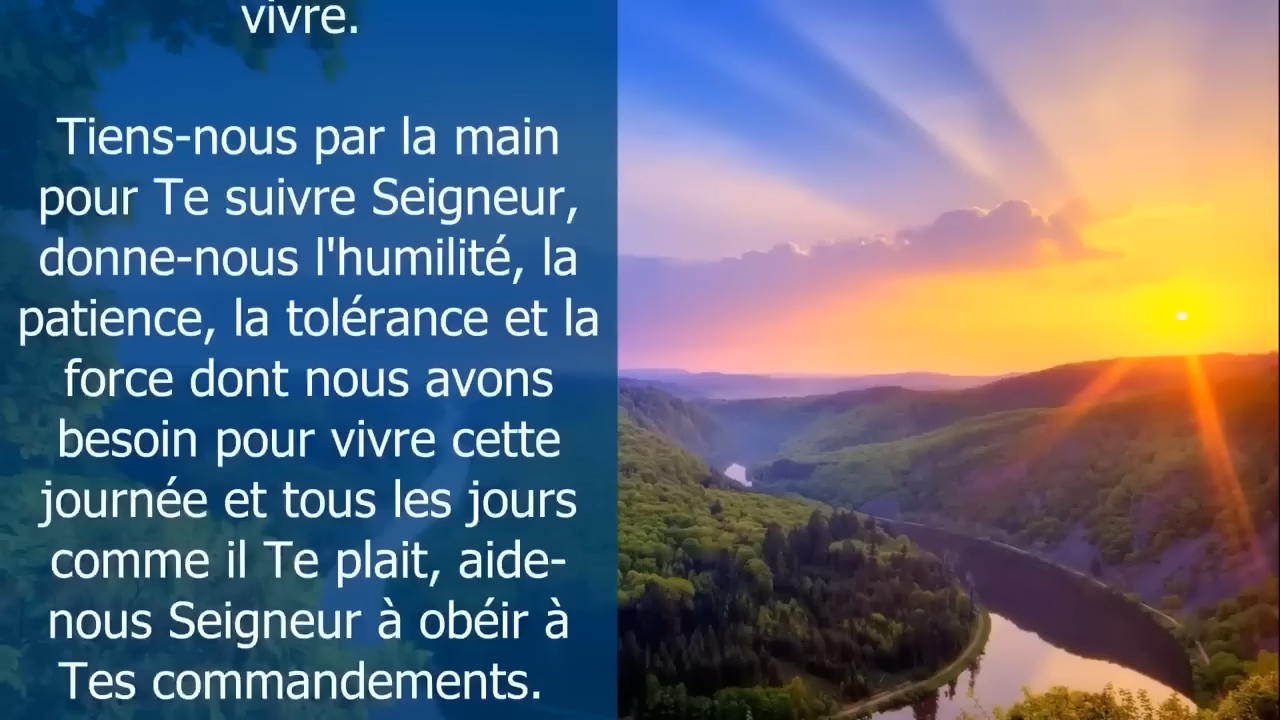 vivre.
Tiens-nous par la main
pour Te suivre Seigneur,
donne-nous l'humilité, la
patience, la tolérance et la
force dont nous avons
besoin pour vivre cette
journée et tous les jours
comme il Te plait, aide-
nous Seigneur à obéir à
Tes commandements.